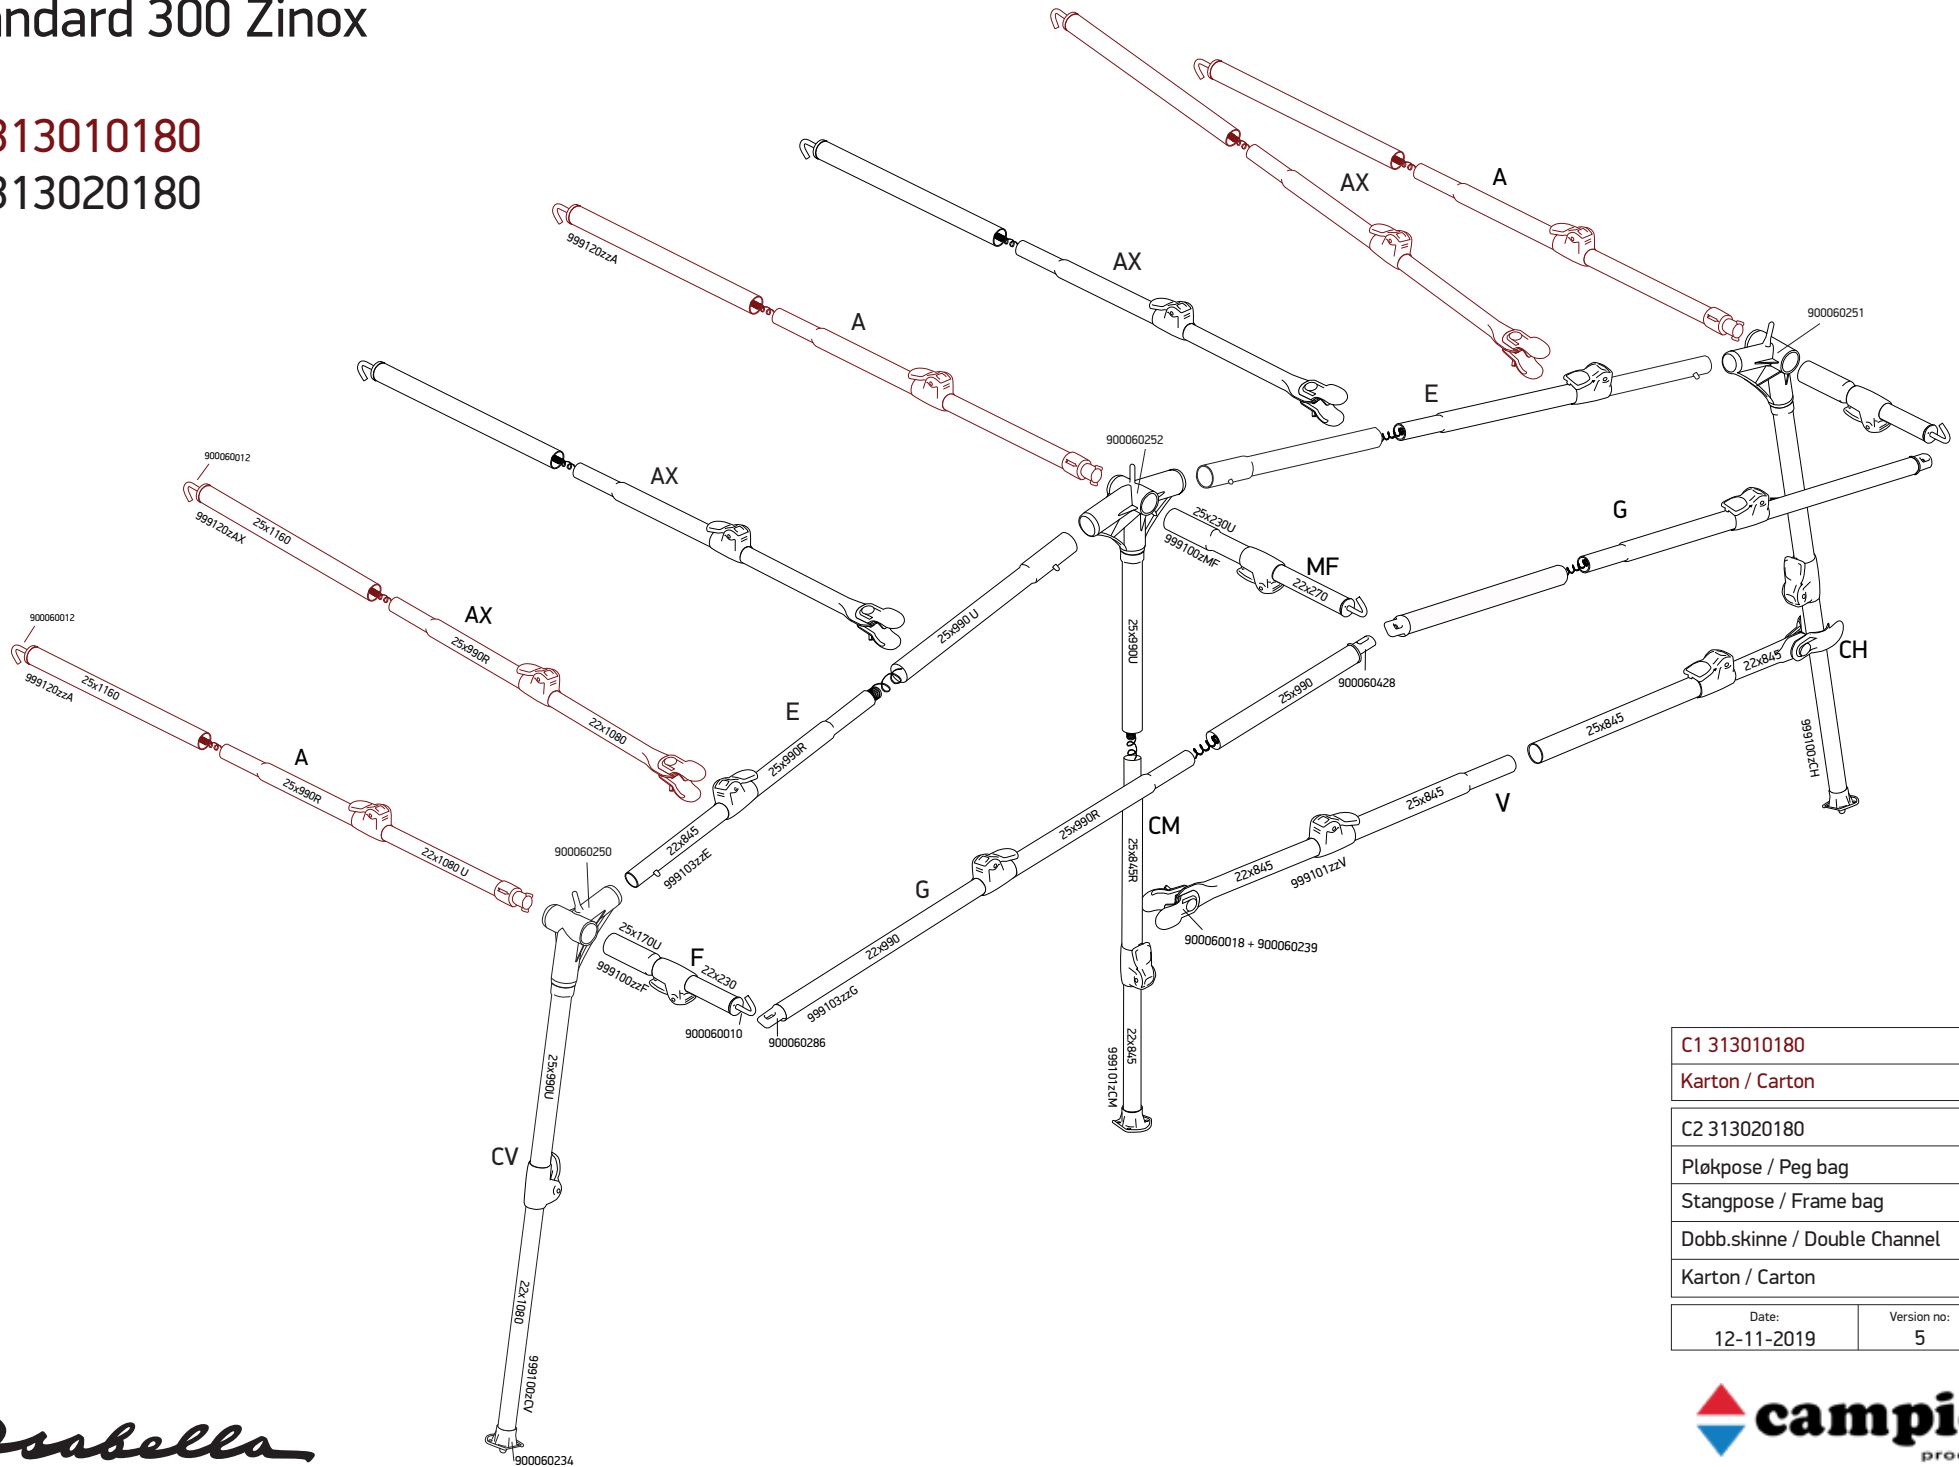 ndard 300 Zinox
313010180
313020180
AX
A
900060251
AX
999120zzA
A
E
900060252
900060012
AX
G
25x1160
999120zAX
25x230U
999100zMF
MF
22x270
900060012
AX
25x990R
25x990 U
25x990U
CH
22x845
25x1160
999120zzA
22x1080
25x990
900060428
E
25x990R
25x845
999100zCH
A
25x990R
25x845
V
25x990R
CM
22x845
999103zzE
900060250
22x1080 U
25x845R
22x845
999101zzV
G
22x990
900060018 + 900060239
25x170U
F
22x230
999100zzF
999103zzG
900060010
900060286
22x845
999101zCM
25x990U
CV
22x1080
999100zCV
900060234
C1 313010180
Karton / Carton
C2 313020180
Pløkpose / Peg bag
Stangpose / Frame bag
Dobb.skinne / Double Channel
Karton / Carton
Date:
12-11-2019
Version no:
5
sabella
campi
pro